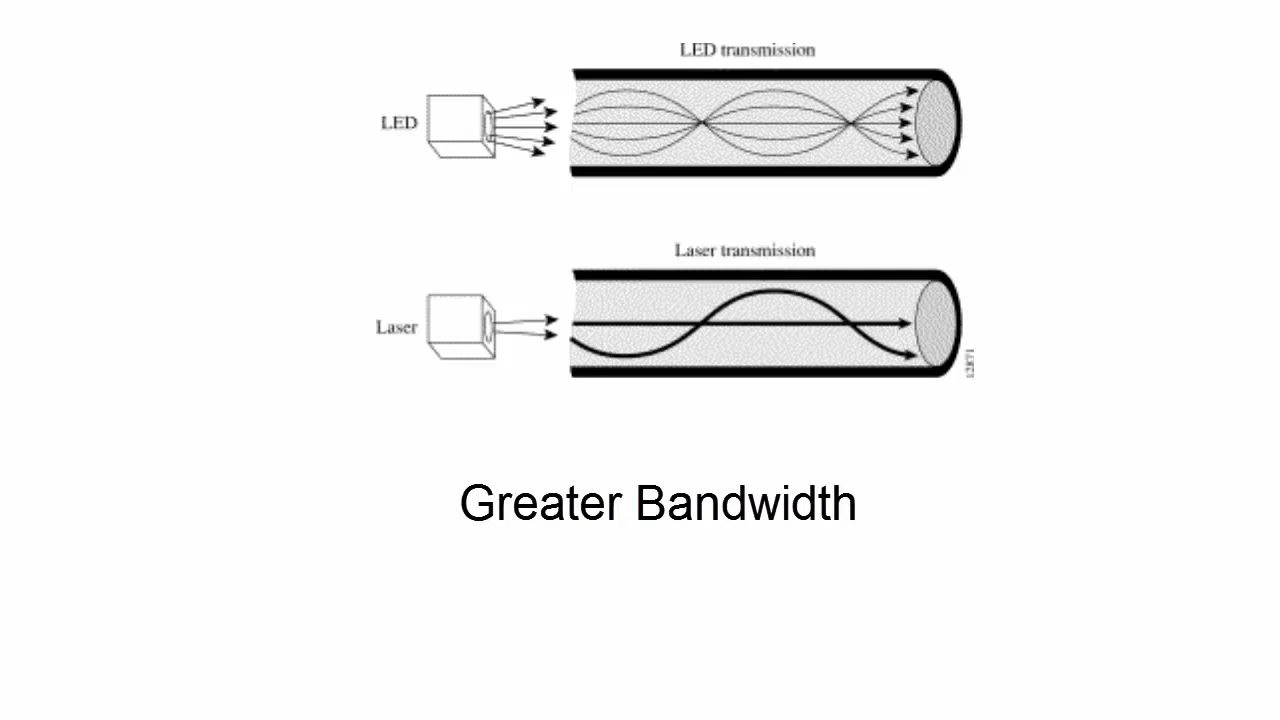 LED transmission
LED
Laser transmission
Laser
12871
Greater Bandwidth